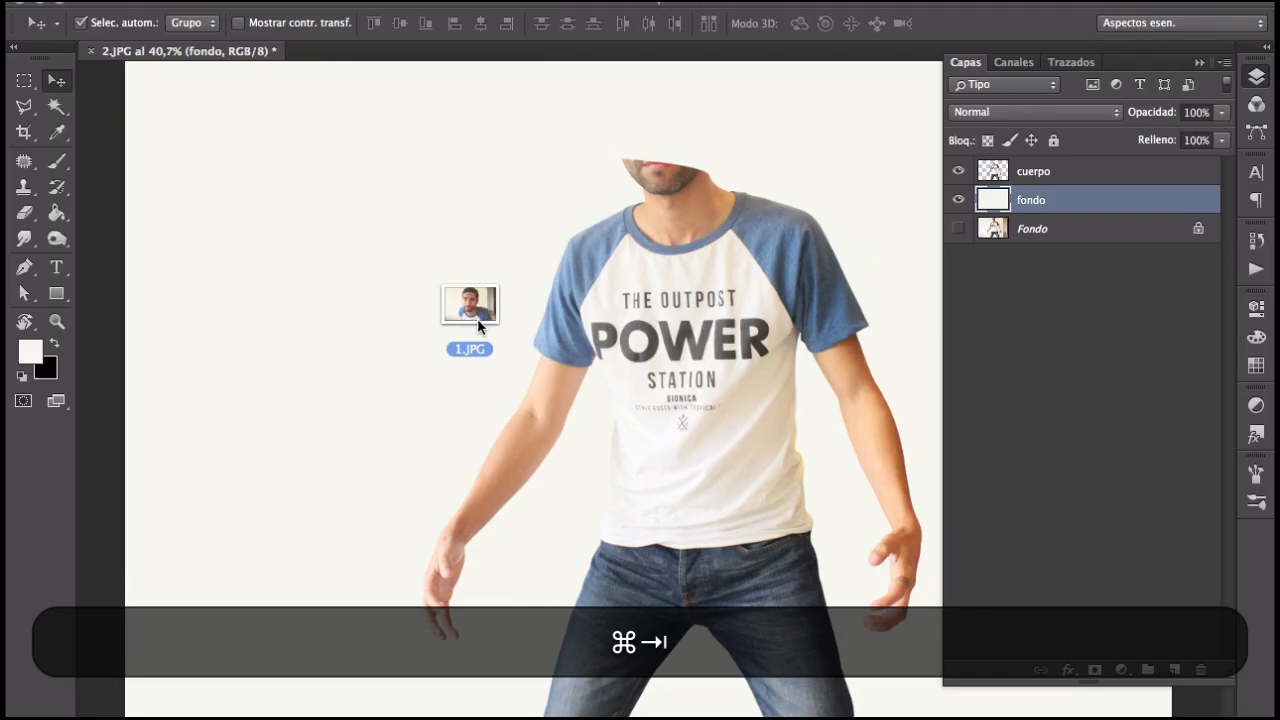 Selec. autom.: Grupo Mostrar contr. transf. Modo 3D: Aspectos esen.
2.JPG al 40,7% (fondo, RGB/8) *
Capas Canales Trazados
Tipo
Normal Opacidad: 100%
Bloq.: Relleno: 100%
cuerpo
fondo
Fondo
THE OUTPOST
POWER
STATION
BIONICA
1.JPG
⌘⇥